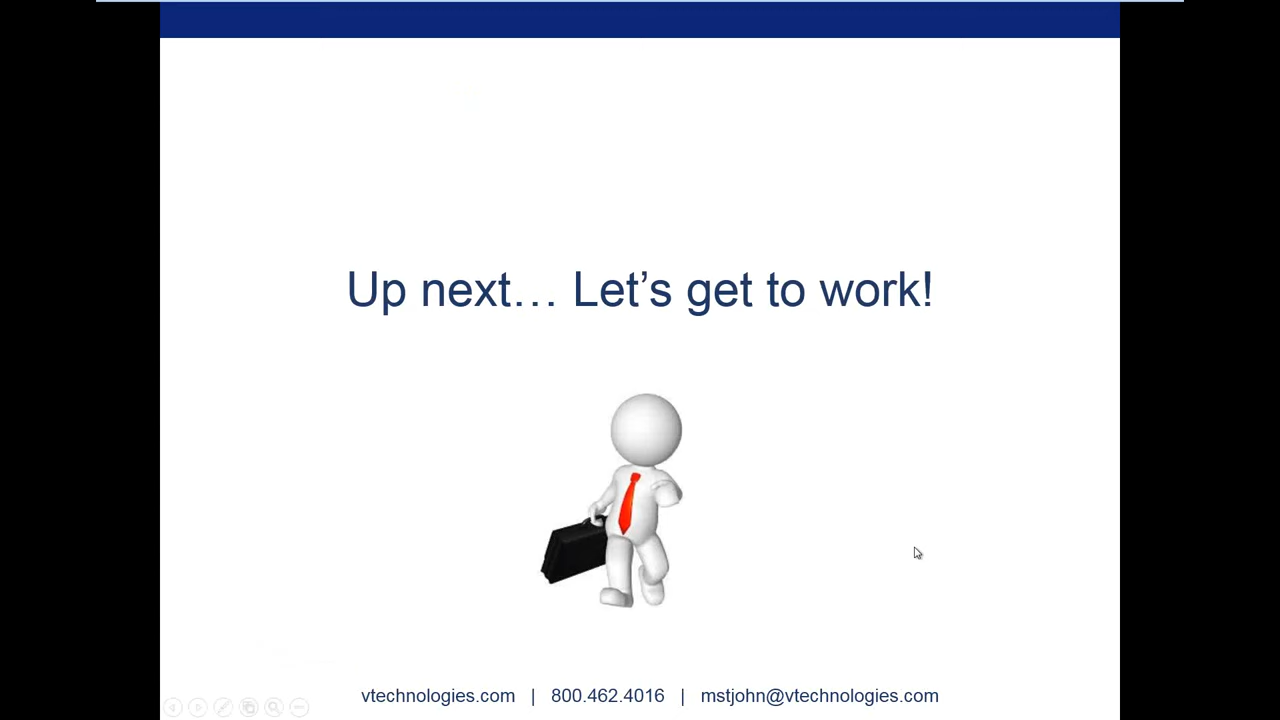 Up next… Let’s get to work!
vtechnologies.com | 800.462.4016 | mstjohn@vtechnologies.com